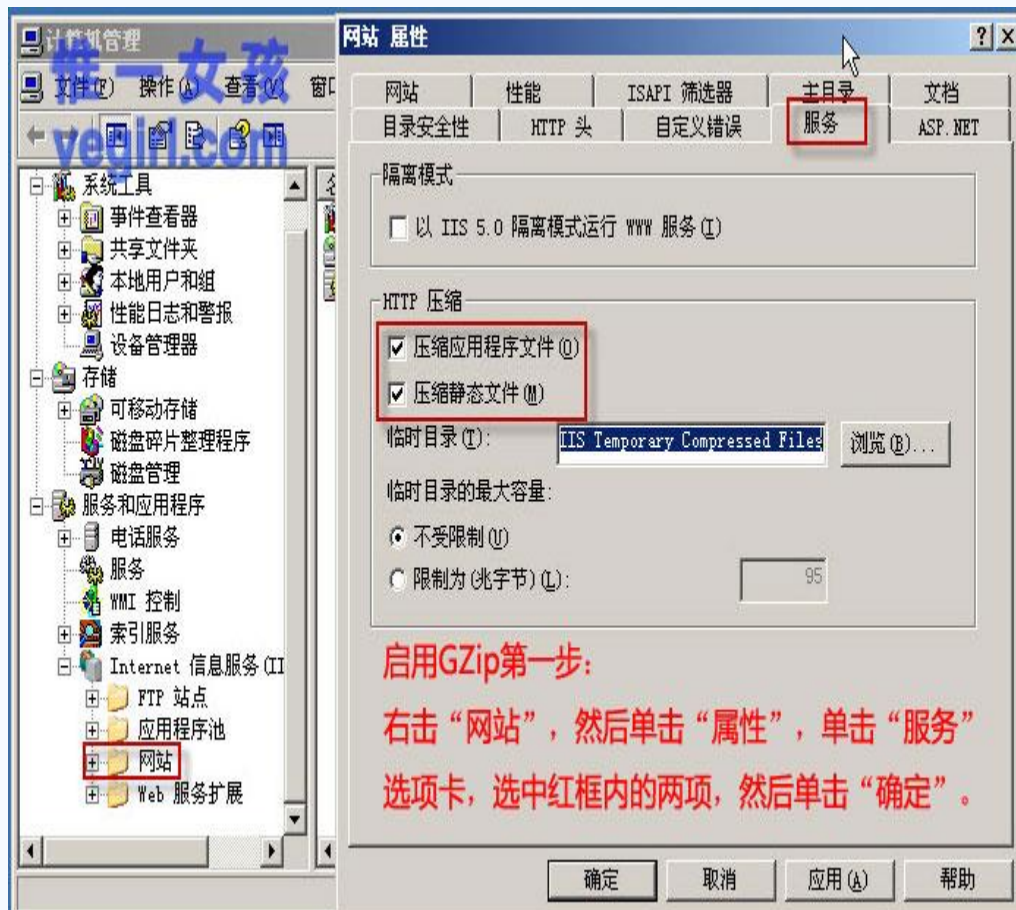 计算机管理
惟一女孩
yegirl.com
文件(F) 操作(A) 查看(V) 窗口
系统工具
事件查看器
共享文件夹
本地用户和组
性能日志和警报
设备管理器
存储
可移动存储
磁盘碎片整理程序
磁盘管理
服务和应用程序
电话服务
服务
WMI 控制
索引服务
Internet 信息服务(II
FTP 站点
应用程序池
网站
Web 服务扩展
网站 属性
网站 性能 ISAPI 筛选器 主目录 文档
目录安全性 HTTP 头 自定义错误 服务 ASP.NET
隔离模式
以 IIS 5.0 隔离模式运行 WWW 服务(I)
HTTP 压缩
压缩应用程序文件(O)
压缩静态文件(M)
临时目录(T): IIS Temporary Compressed Files 浏览(B)...
临时目录的最大容量:
不受限制(U)
限制为(兆字节)(L): 95
启用GZip第一步：
右击“网站”，然后单击“属性”，单击“服务”
选项卡，选中红框内的两项，然后单击“确定”。
确定 取消 应用(A) 帮助